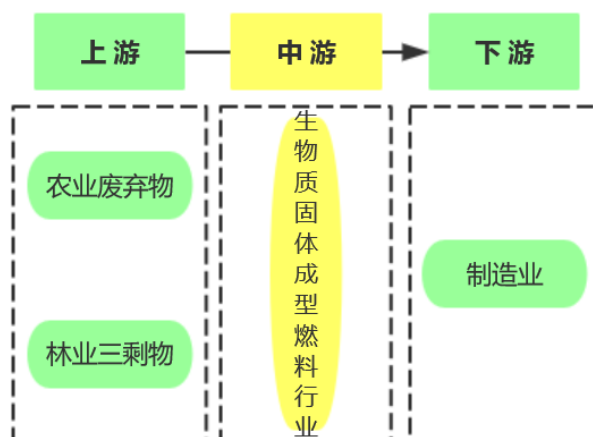 上游
中游
下游
农业废弃物
林业三剩物
生物质固体成型燃料行业
制造业